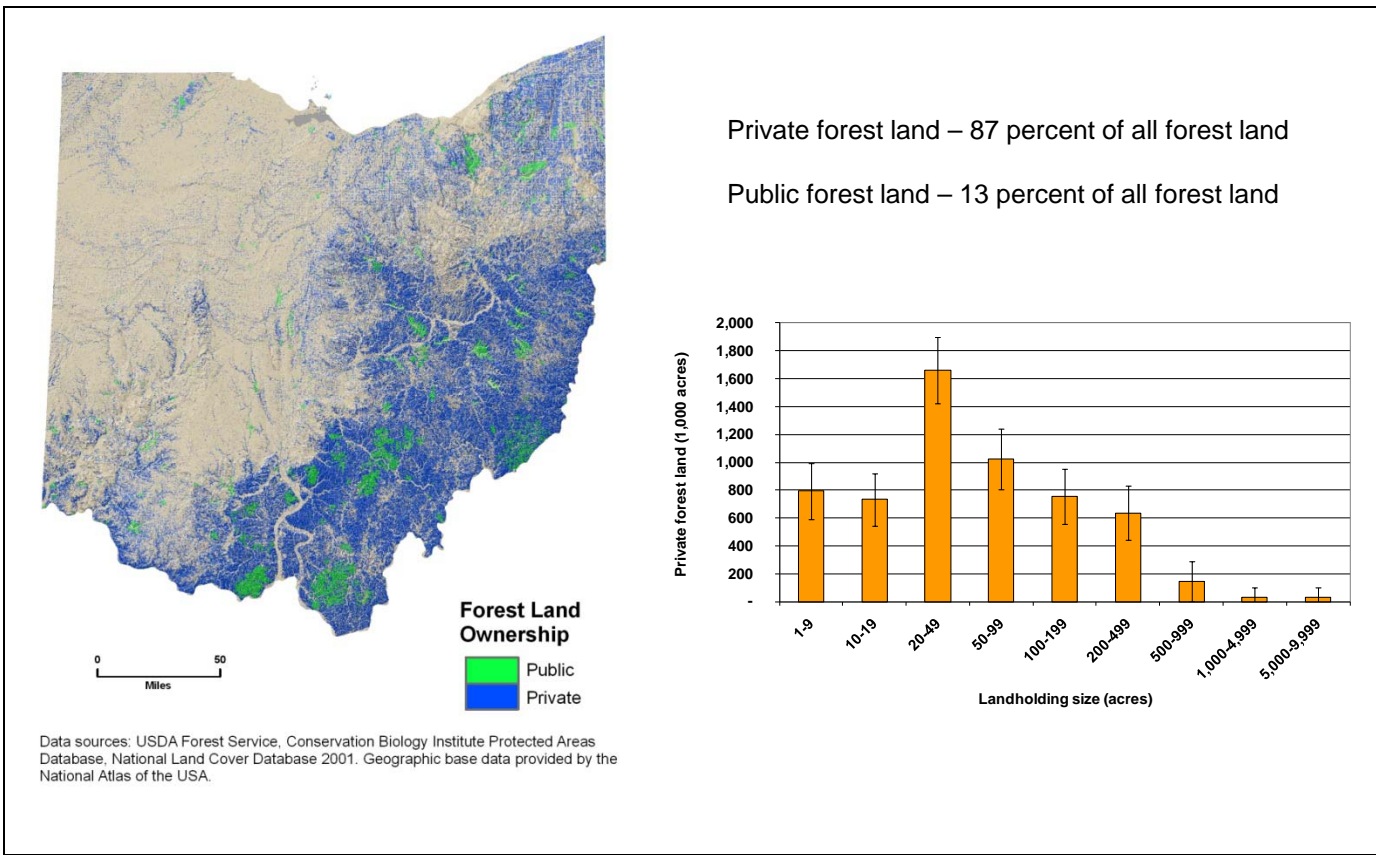 Private forest land – 87 percent of all forest land
Public forest land – 13 percent of all forest land
Forest Land
Ownership
Public
Private
0 50
Miles
Data sources: USDA Forest Service, Conservation Biology Institute Protected Areas
Database, National Land Cover Database 2001. Geographic base data provided by the
National Atlas of the USA.
Private forest land (1,000 acres)
2,000
1,800
1,600
1,400
1,200
1,000
800
600
400
200
-
1-9
10-19
20-49
50-99
100-199
200-499
500-999
1,000-4,999
5,000-9,999
Landholding size (acres)